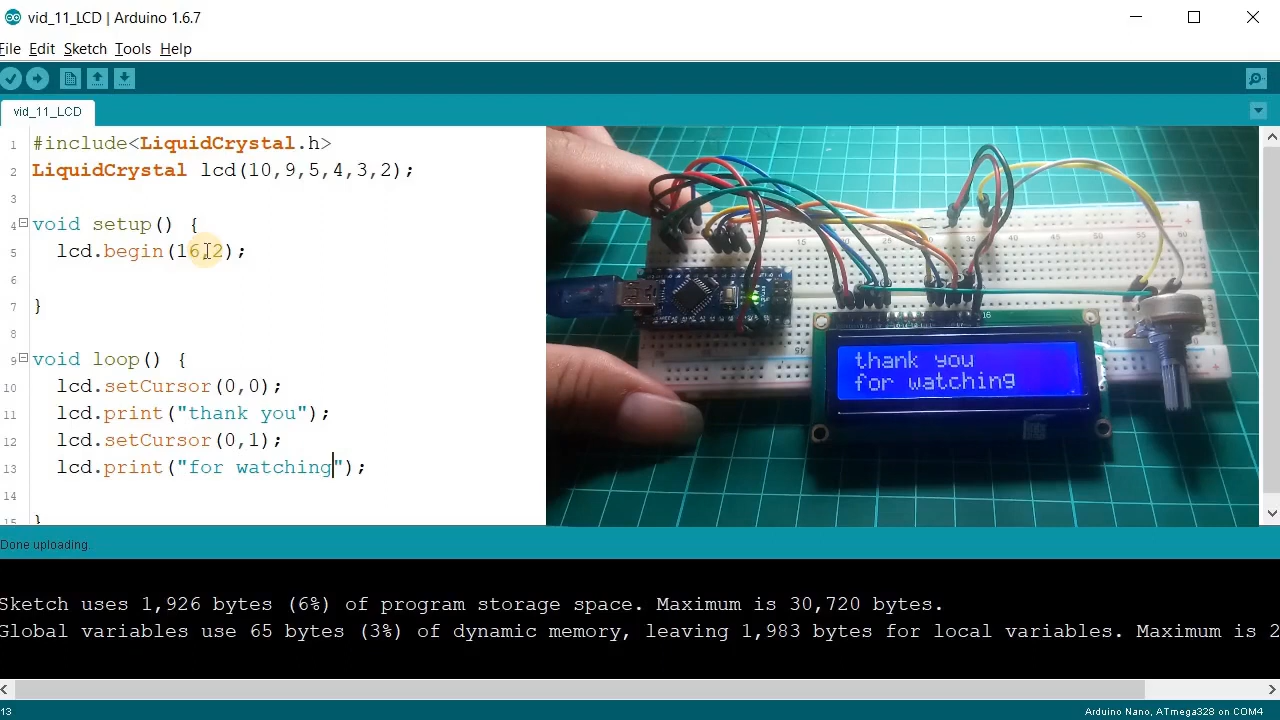 vid_11_LCD | Arduino 1.6.7
File Edit Sketch Tools Help
vid_11_LCD
1 #include<LiquidCrystal.h>
2 LiquidCrystal lcd(10,9,5,4,3,2);
3
4 void setup() {
5 lcd.begin(16,2);
6
7 }
8
9 void loop() {
10 lcd.setCursor(0,0);
11 lcd.print("thank you");
12 lcd.setCursor(0,1);
13 lcd.print("for watching");
14
15 }
thank you
for watching
Done uploading.
Sketch uses 1,926 bytes (6%) of program storage space. Maximum is 30,720 bytes.
Global variables use 65 bytes (3%) of dynamic memory, leaving 1,983 bytes for local variables. Maximum is 2
13
Arduino Nano, ATmega328 on COM4